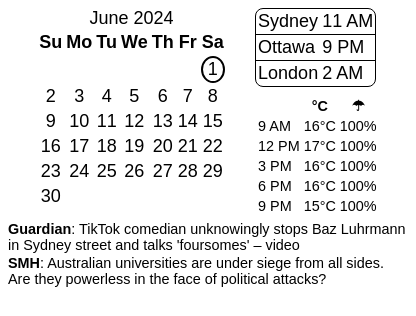 June 2024
Su Mo Tu We Th Fr Sa
1
2 3 4 5 6 7 8
9 10 11 12 13 14 15
16 17 18 19 20 21 22
23 24 25 26 27 28 29
30
Sydney 11 AM
Ottawa 9 PM
London 2 AM
°C ☂
9 AM 16°C 100%
12 PM 17°C 100%
3 PM 16°C 100%
6 PM 16°C 100%
9 PM 15°C 100%
Guardian: TikTok comedian unknowingly stops Baz Luhrmann
in Sydney street and talks 'foursomes' – video
SMH: Australian universities are under siege from all sides.
Are they powerless in the face of political attacks?